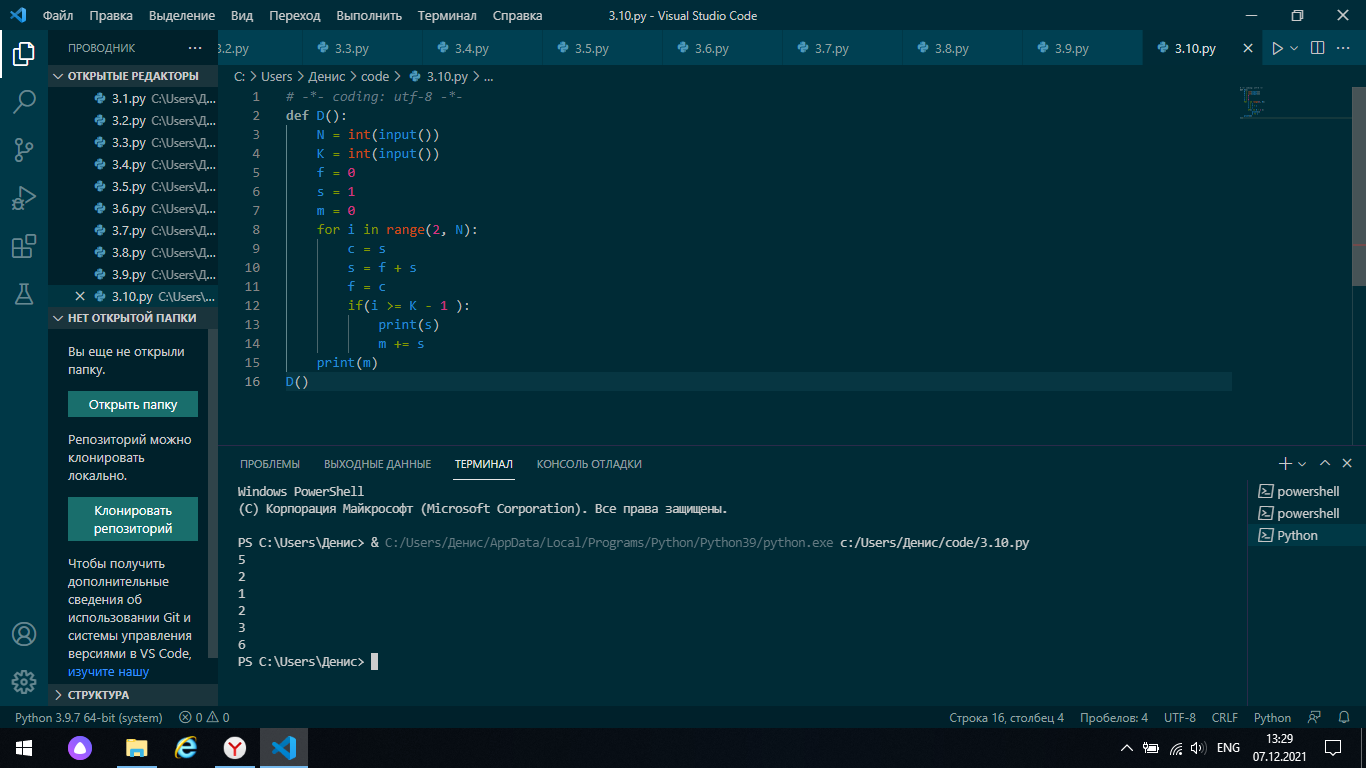 Файл Правка Выделение Вид Переход Выполнить Терминал Справка 3.10.py - Visual Studio Code
ПРОВОДНИК ...
3.2.py 3.3.py 3.4.py 3.5.py 3.6.py 3.7.py 3.8.py 3.9.py 3.10.py
ОТКРЫТЫЕ РЕДАКТОРЫ
3.1.py C:\Users\Д...
3.2.py C:\Users\Д...
3.3.py C:\Users\Д...
3.4.py C:\Users\Д...
3.5.py C:\Users\Д...
3.6.py C:\Users\Д...
3.7.py C:\Users\Д...
3.8.py C:\Users\Д...
3.9.py C:\Users\Д...
3.10.py C:\Users\...
НЕТ ОТКРЫТОЙ ПАПКИ
Вы еще не открыли
папку.
Открыть папку
Репозиторий можно
клонировать
локально.
Клонировать
репозиторий
Чтобы получить
дополнительные
сведения об
использовании Git и
системы управления
версиями в VS Code,
изучите нашу
СТРУКТУРА
C: > Users > Денис > code > 3.10.py > ...
1 # -*- coding: utf-8 -*-
2 def D():
3     N = int(input())
4     K = int(input())
5     f = 0
6     s = 1
7     m = 0
8     for i in range(2, N):
9         c = s
10         s = f + s
11         f = c
12         if(i >= K - 1 ):
13             print(s)
14             m += s
15     print(m)
16 D()
ПРОБЛЕМЫ ВЫХОДНЫЕ ДАННЫЕ ТЕРМИНАЛ КОНСОЛЬ ОТЛАДКИ
Windows PowerShell
(C) Корпорация Майкрософт (Microsoft Corporation). Все права защищены.
PS C:\Users\Денис> & C:/Users/Денис/AppData/Local/Programs/Python/Python39/python.exe c:/Users/Денис/code/3.10.py
5
2
1
2
3
6
PS C:\Users\Денис>
powershell
powershell
Python
Python 3.9.7 64-bit (system) 0 0 Строка 16, столбец 4 Пробелов: 4 UTF-8 CRLF Python
ENG
13:29
07.12.2021